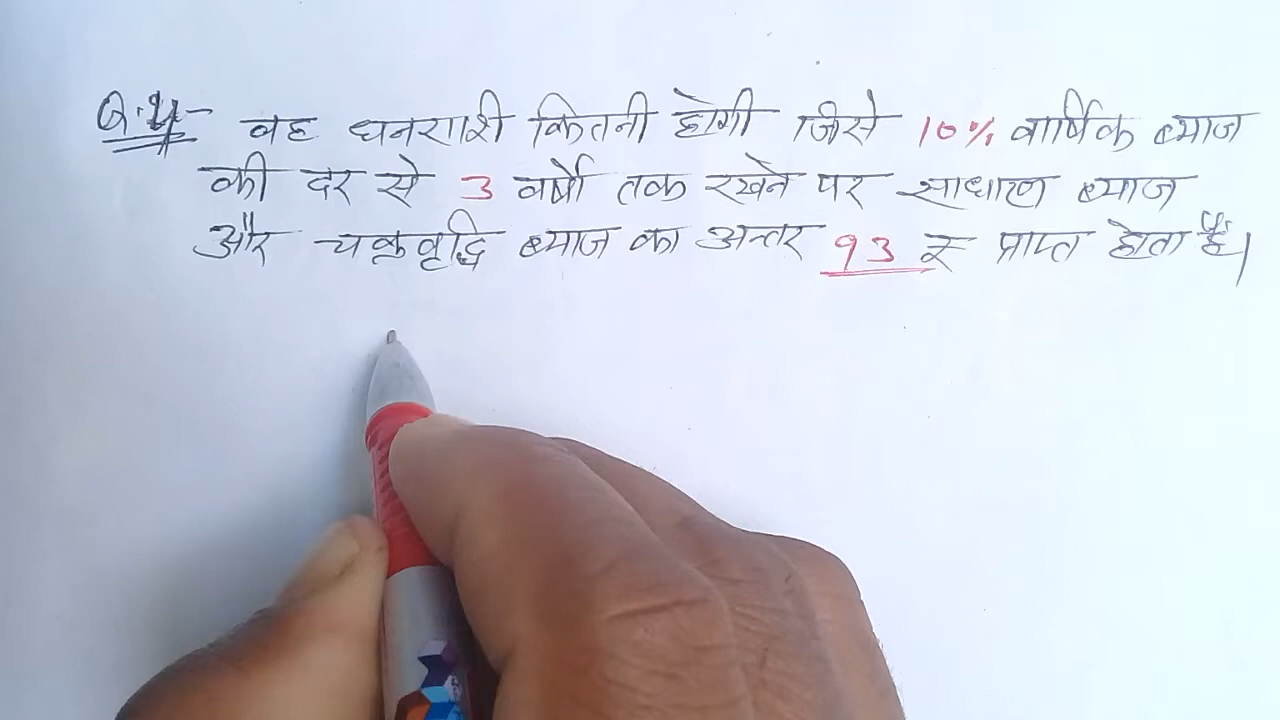 Q.4- वह धनराशि कितनी होगी जिसे 10% वार्षिक ब्याज
की दर से 3 वर्षो तक रखने पर साधारण ब्याज
और चक्रवृद्धि ब्याज का अन्तर 93 रू प्राप्त होता है।